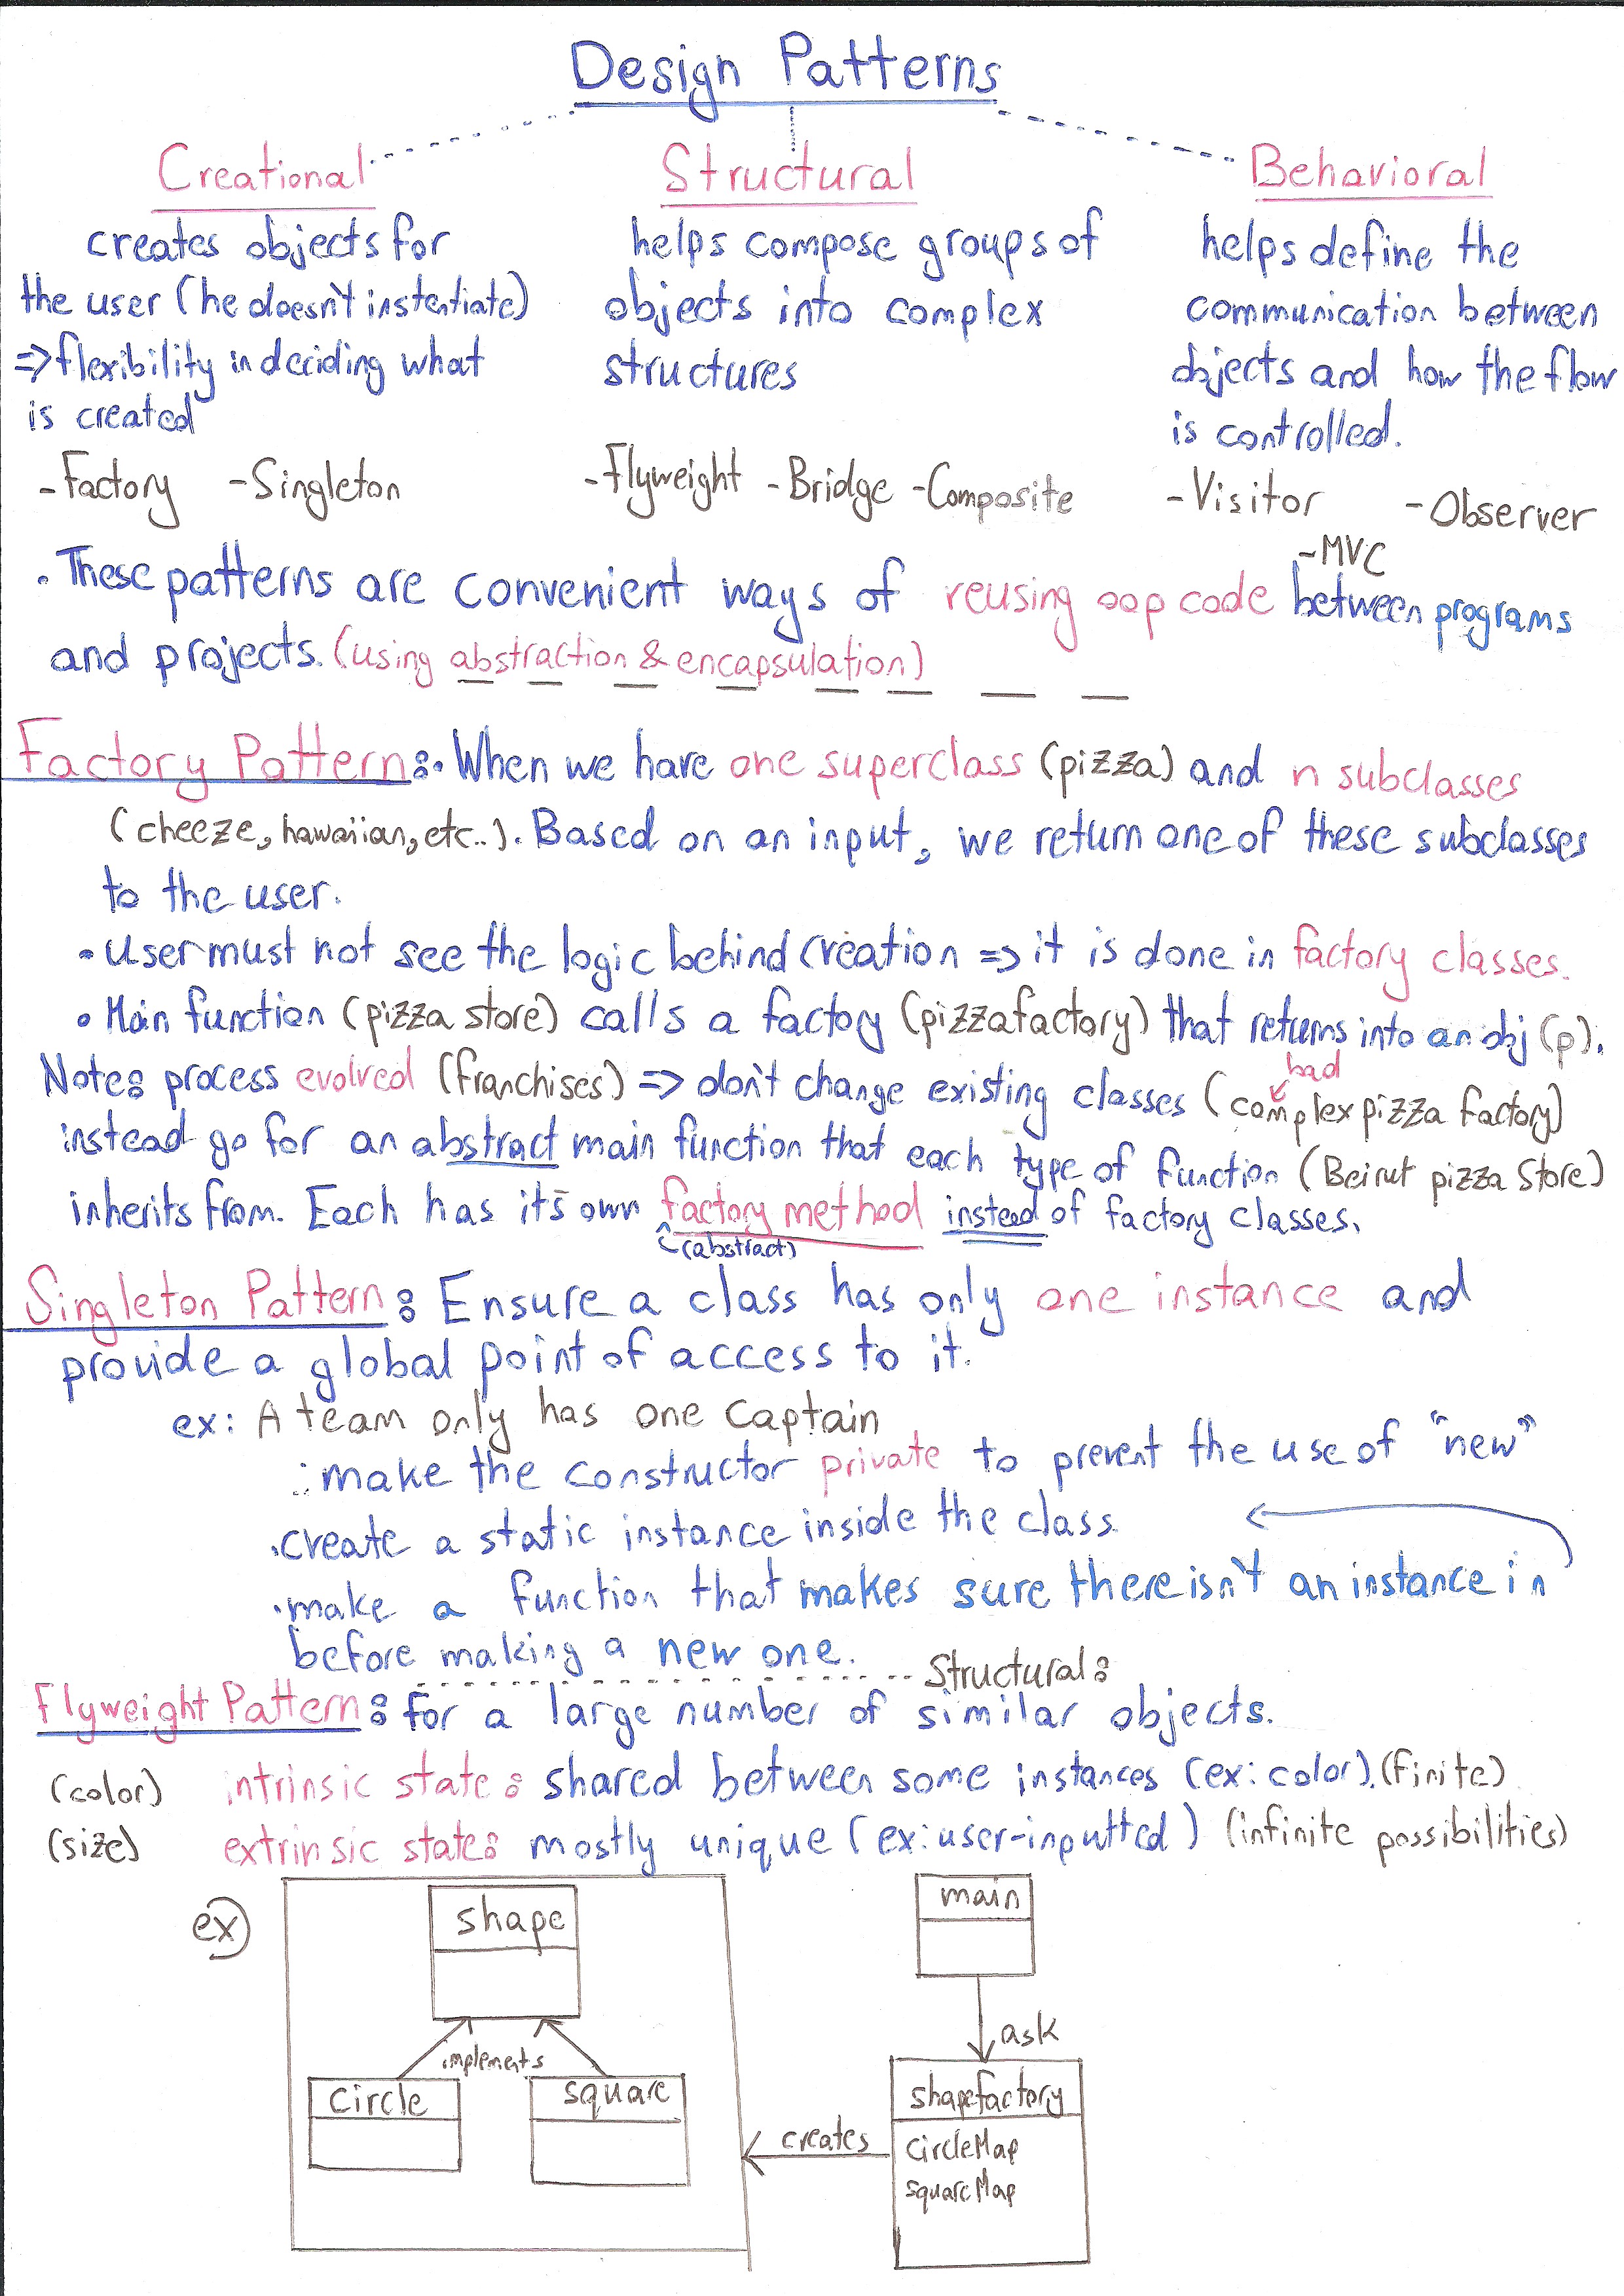 Design Patterns
Creational
creates objects for
the user (he doesn't instentiate)
=> flexibility in deciding what
is created
- Factory - Singleton
Structural
helps compose groups of
objects into complex
structures
- Flyweight - Bridge - Composite
Behavioral
helps define the
communication between
objects and how the flow
is controlled.
- Visitor - Observer
- MVC
. These patterns are convenient ways of reusing oop code between programs
and projects. (using abstraction & encapsulation)
Factory Pattern: . When we have one superclass (pizza) and n subclasses
(cheeze, hawaiian, etc..). Based on an input, we return one of these subclasses
to the user.
. User must not see the logic behind creation => it is done in factory classes.
. Main function (pizza store) calls a factory (pizzafactory) that returns into an obj (p).
Note: process evolved (franchises) => don't change existing classes (complex pizza factory)
bad
instead go for an abstract main function that each type of function (Beirut pizza store)
inherits from. Each has it's own factory method instead of factory classes.
(abstract)
Singleton Pattern: Ensure a class has only one instance and
provide a global point of access to it.
ex: A team only has one captain
. make the constructor private to prevent the use of "new"
. create a static instance inside the class
. make a function that makes sure there isn't an instance in
before making a new one.
Structural:
Flyweight Pattern: for a large number of similar objects.
(color) intrinsic state: shared between some instances (ex: color). (finite)
(size) extrinsic state: mostly unique (ex: user-inputted) (infinite possibilities)
ex)
shape
implements
circle
square
main
ask
shapefactory
circleMap
squareMap
creates